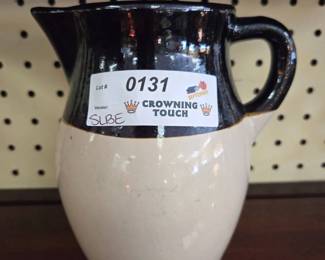 Lot #
0131
Vendor:
SLBE
CROWNING
TOUCH